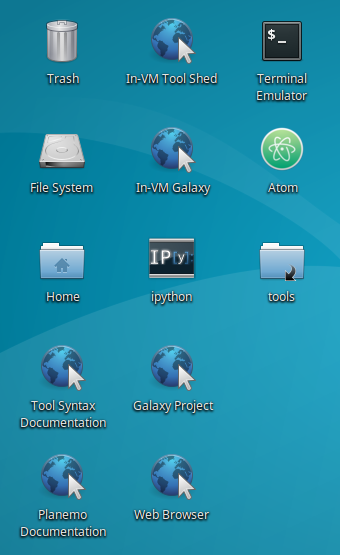 $_
Trash
In-VM Tool Shed
Terminal
Emulator
File System
In-VM Galaxy
Atom
IP[y]:
Home
ipython
tools
Tool Syntax
Documentation
Galaxy Project
Planemo
Documentation
Web Browser